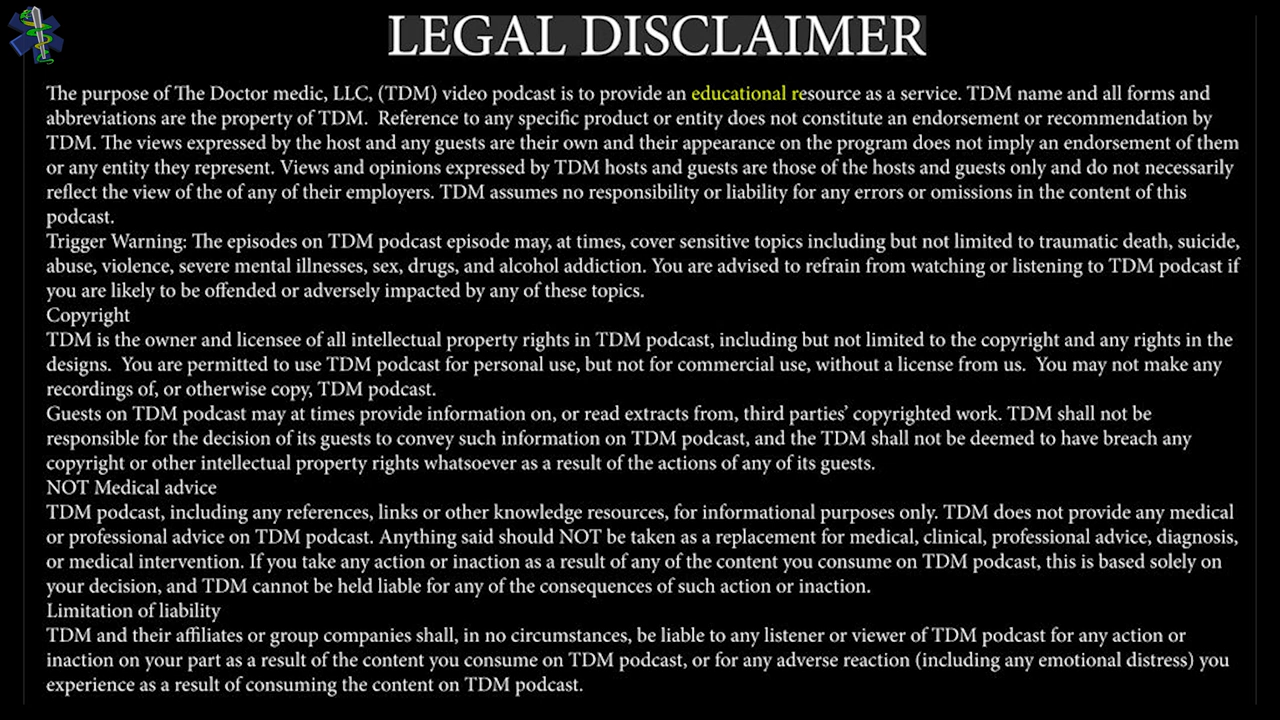 LEGAL DISCLAIMER
The purpose of The Doctor medic, LLC, (TDM) video podcast is to provide an educational resource as a service. TDM name and all forms and
abbreviations are the property of TDM. Reference to any specific product or entity does not constitute an endorsement or recommendation by
TDM. The views expressed by the host and any guests are their own and their appearance on the program does not imply an endorsement of them
or any entity they represent. Views and opinions expressed by TDM hosts and guests are those of the hosts and guests only and do not necessarily
reflect the view of the of any of their employers. TDM assumes no responsibility or liability for any errors or omissions in the content of this
podcast.
Trigger Warning: The episodes on TDM podcast episode may, at times, cover sensitive topics including but not limited to traumatic death, suicide,
abuse, violence, severe mental illnesses, sex, drugs, and alcohol addiction. You are advised to refrain from watching or listening to TDM podcast if
you are likely to be offended or adversely impacted by any of these topics.
Copyright
TDM is the owner and licensee of all intellectual property rights in TDM podcast, including but not limited to the copyright and any rights in the
designs. You are permitted to use TDM podcast for personal use, but not for commercial use, without a license from us. You may not make any
recordings of, or otherwise copy, TDM podcast.
Guests on TDM podcast may at times provide information on, or read extracts from, third parties’ copyrighted work. TDM shall not be
responsible for the decision of its guests to convey such information on TDM podcast, and the TDM shall not be deemed to have breach any
copyright or other intellectual property rights whatsoever as a result of the actions of any of its guests.
NOT Medical advice
TDM podcast, including any references, links or other knowledge resources, for informational purposes only. TDM does not provide any medical
or professional advice on TDM podcast. Anything said should NOT be taken as a replacement for medical, clinical, professional advice, diagnosis,
or medical intervention. If you take any action or inaction as a result of any of the content you consume on TDM podcast, this is based solely on
your decision, and TDM cannot be held liable for any of the consequences of such action or inaction.
Limitation of liability
TDM and their affiliates or group companies shall, in no circumstances, be liable to any listener or viewer of TDM podcast for any action or
inaction on your part as a result of the content you consume on TDM podcast, or for any adverse reaction (including any emotional distress) you
experience as a result of consuming the content on TDM podcast.